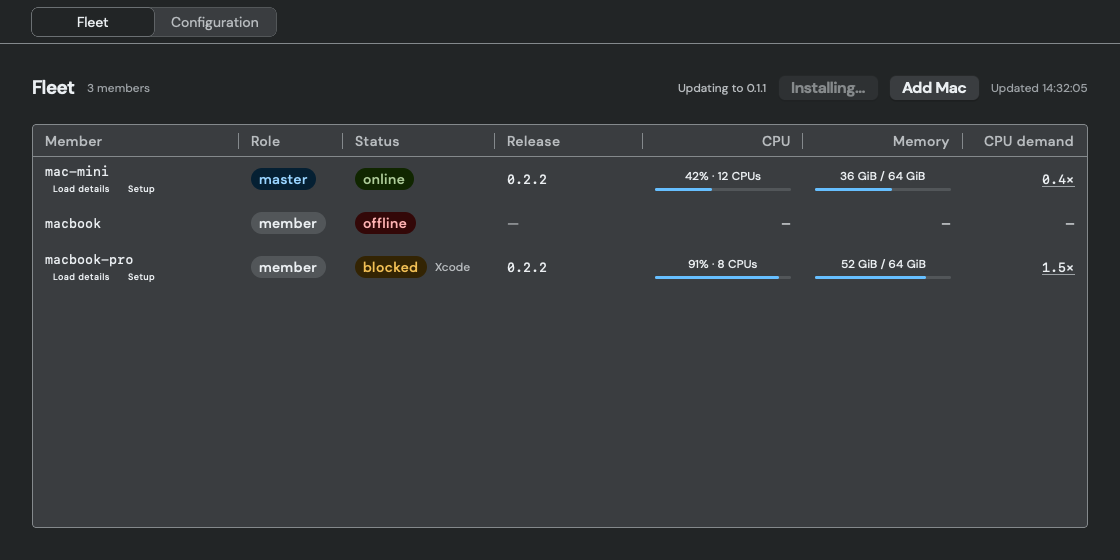 Fleet Configuration
Fleet 3 members Updating to 0.1.1 Installing... Add Mac Updated 14:32:05
Member Role Status Release CPU Memory CPU demand
mac-mini master online 0.2.2 42% · 12 CPUs 36 GiB / 64 GiB 0.4×
Load details Setup
macbook member offline — — — —
macbook-pro member blocked Xcode 0.2.2 91% · 8 CPUs 52 GiB / 64 GiB 1.5×
Load details Setup